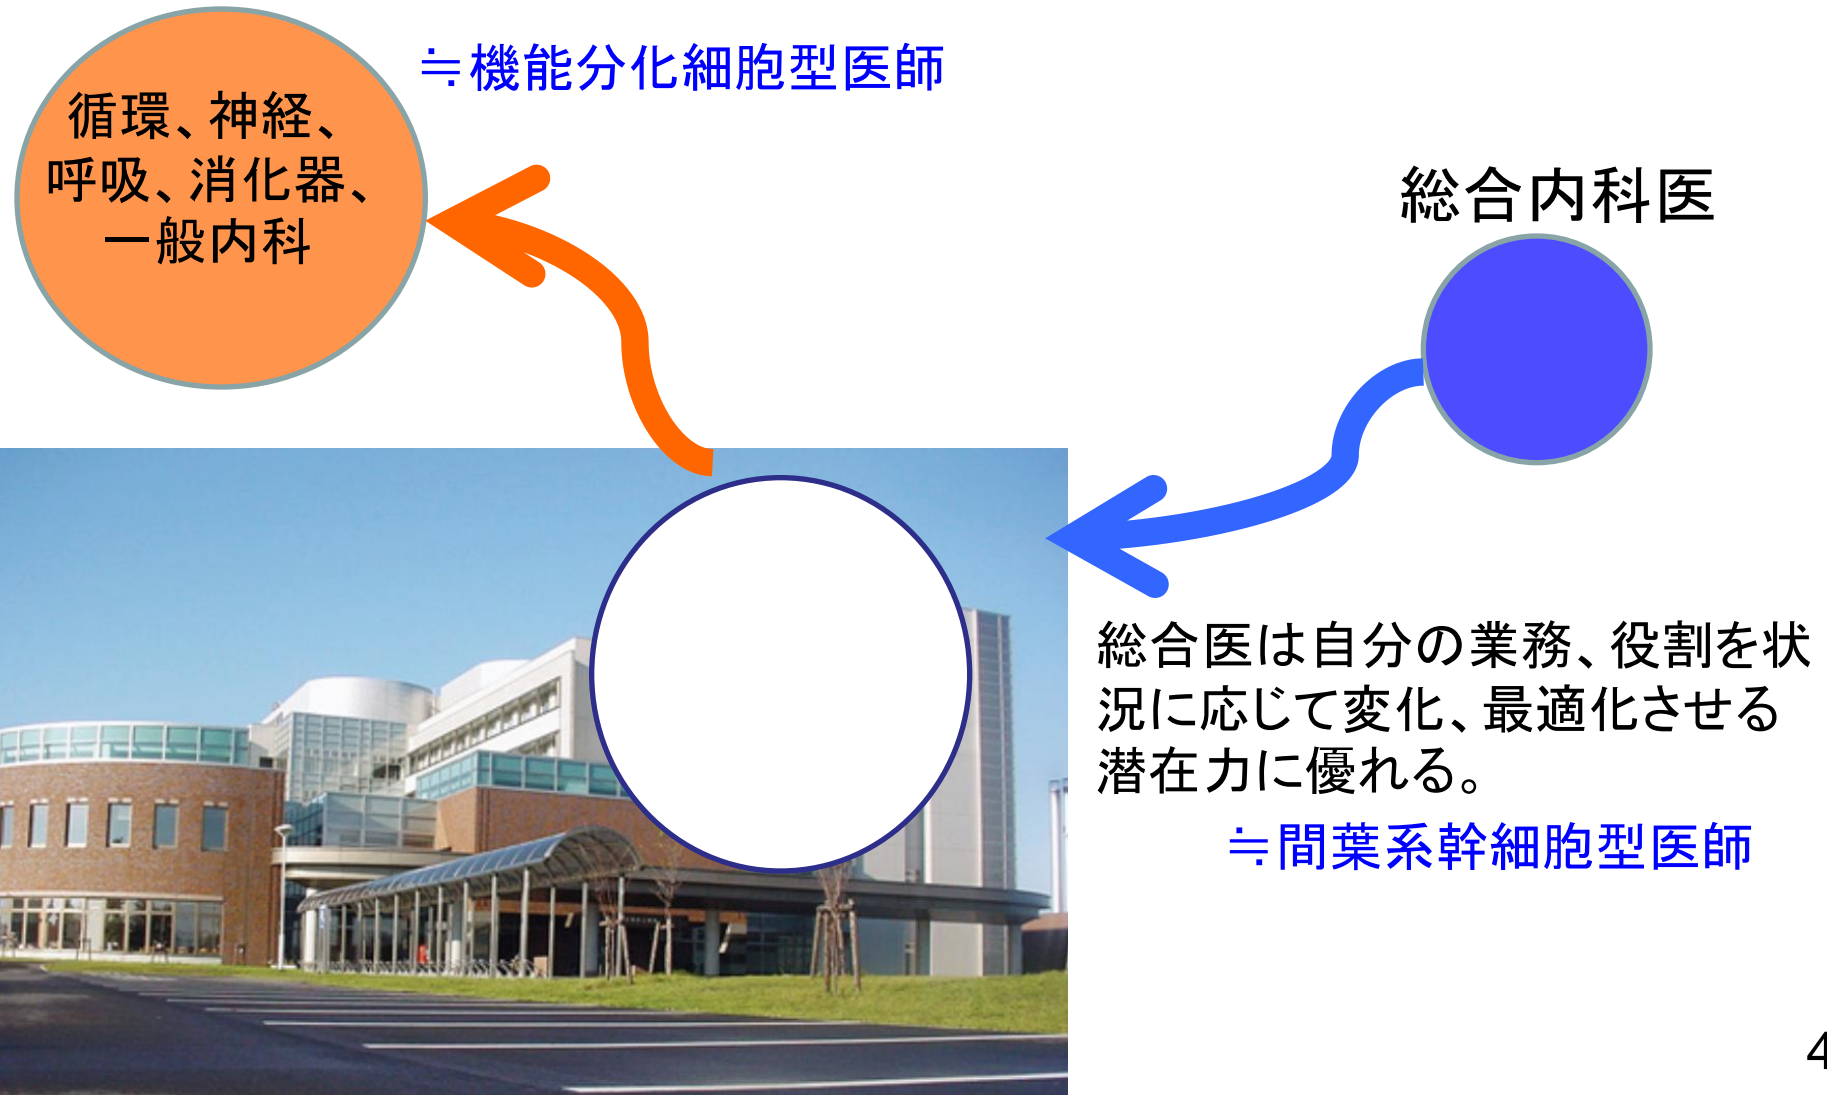 ≒機能分化細胞型医師
循環、神経、
呼吸、消化器、
一般内科
総合内科医
総合医は自分の業務、役割を状
況に応じて変化、最適化させる
潜在力に優れる。
≒間葉系幹細胞型医師
4